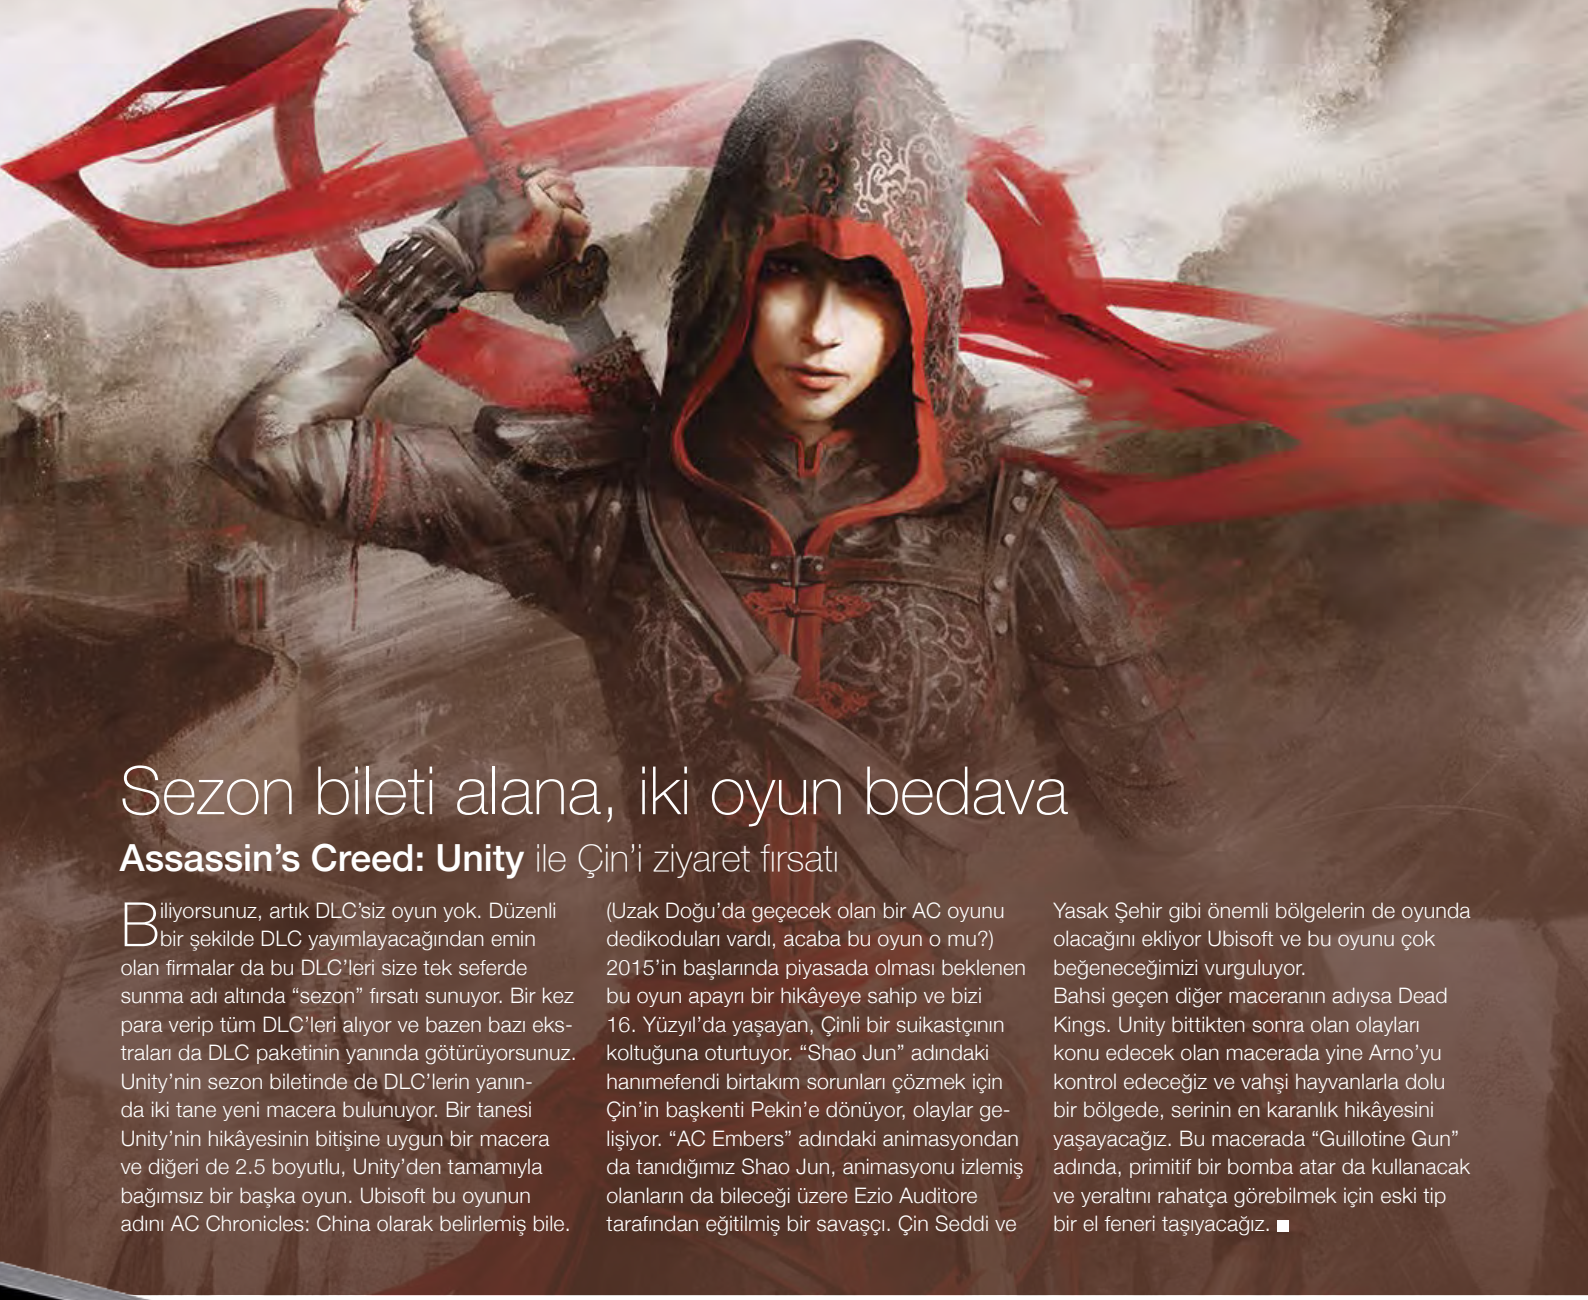 Sezon bileti alana, iki oyun bedava
Assassin’s Creed: Unity ile Çin’i ziyaret fırsatı
Biliyorsunuz, artık DLC’siz oyun yok. Düzenli
bir şekilde DLC yayımlayacağından emin
olan firmalar da bu DLC’leri size tek seferde
sunma adı altında “sezon” fırsatı sunuyor. Bir kez
para verip tüm DLC’leri alıyor ve bazen bazı eks-
traları da DLC paketinin yanında götürüyorsunuz.
Unity’nin sezon biletinde de DLC’lerin yanın-
da iki tane yeni macera bulunuyor. Bir tanesi
Unity’nin hikâyesinin bitişine uygun bir macera
ve diğeri de 2.5 boyutlu, Unity’den tamamıyla
bağımsız bir başka oyun. Ubisoft bu oyunun
adını AC Chronicles: China olarak belirlemiş bile.
(Uzak Doğu’da geçecek olan bir AC oyunu
dedikoduları vardı, acaba bu oyun o mu?)
2015’in başlarında piyasada olması beklenen
bu oyun apayrı bir hikâyeye sahip ve bizi
16. Yüzyıl’da yaşayan, Çinli bir suikastçının
koltuğuna oturtuyor. “Shao Jun” adındaki
hanımefendi birtakım sorunları çözmek için
Çin’in başkenti Pekin’e dönüyor, olaylar ge-
lişiyor. “AC Embers” adındaki animasyondan
da tanıdığımız Shao Jun, animasyonu izlemiş
olanların da bileceği üzere Ezio Auditore
tarafından eğitilmiş bir savaşçı. Çin Seddi ve
Yasak Şehir gibi önemli bölgelerin de oyunda
olacağını ekliyor Ubisoft ve bu oyunu çok
beğeneceğimizi vurguluyor.
Bahsi geçen diğer maceranın adıysa Dead
Kings. Unity bittikten sonra olan olayları
konu edecek olan macerada yine Arno’yu
kontrol edeceğiz ve vahşi hayvanlarla dolu
bir bölgede, serinin en karanlık hikâyesini
yaşayacağız. Bu macerada “Guillotine Gun”
adında, primitif bir bomba atar da kullanacak
ve yeraltını rahatça görebilmek için eski tip
bir el feneri taşıyacağız.